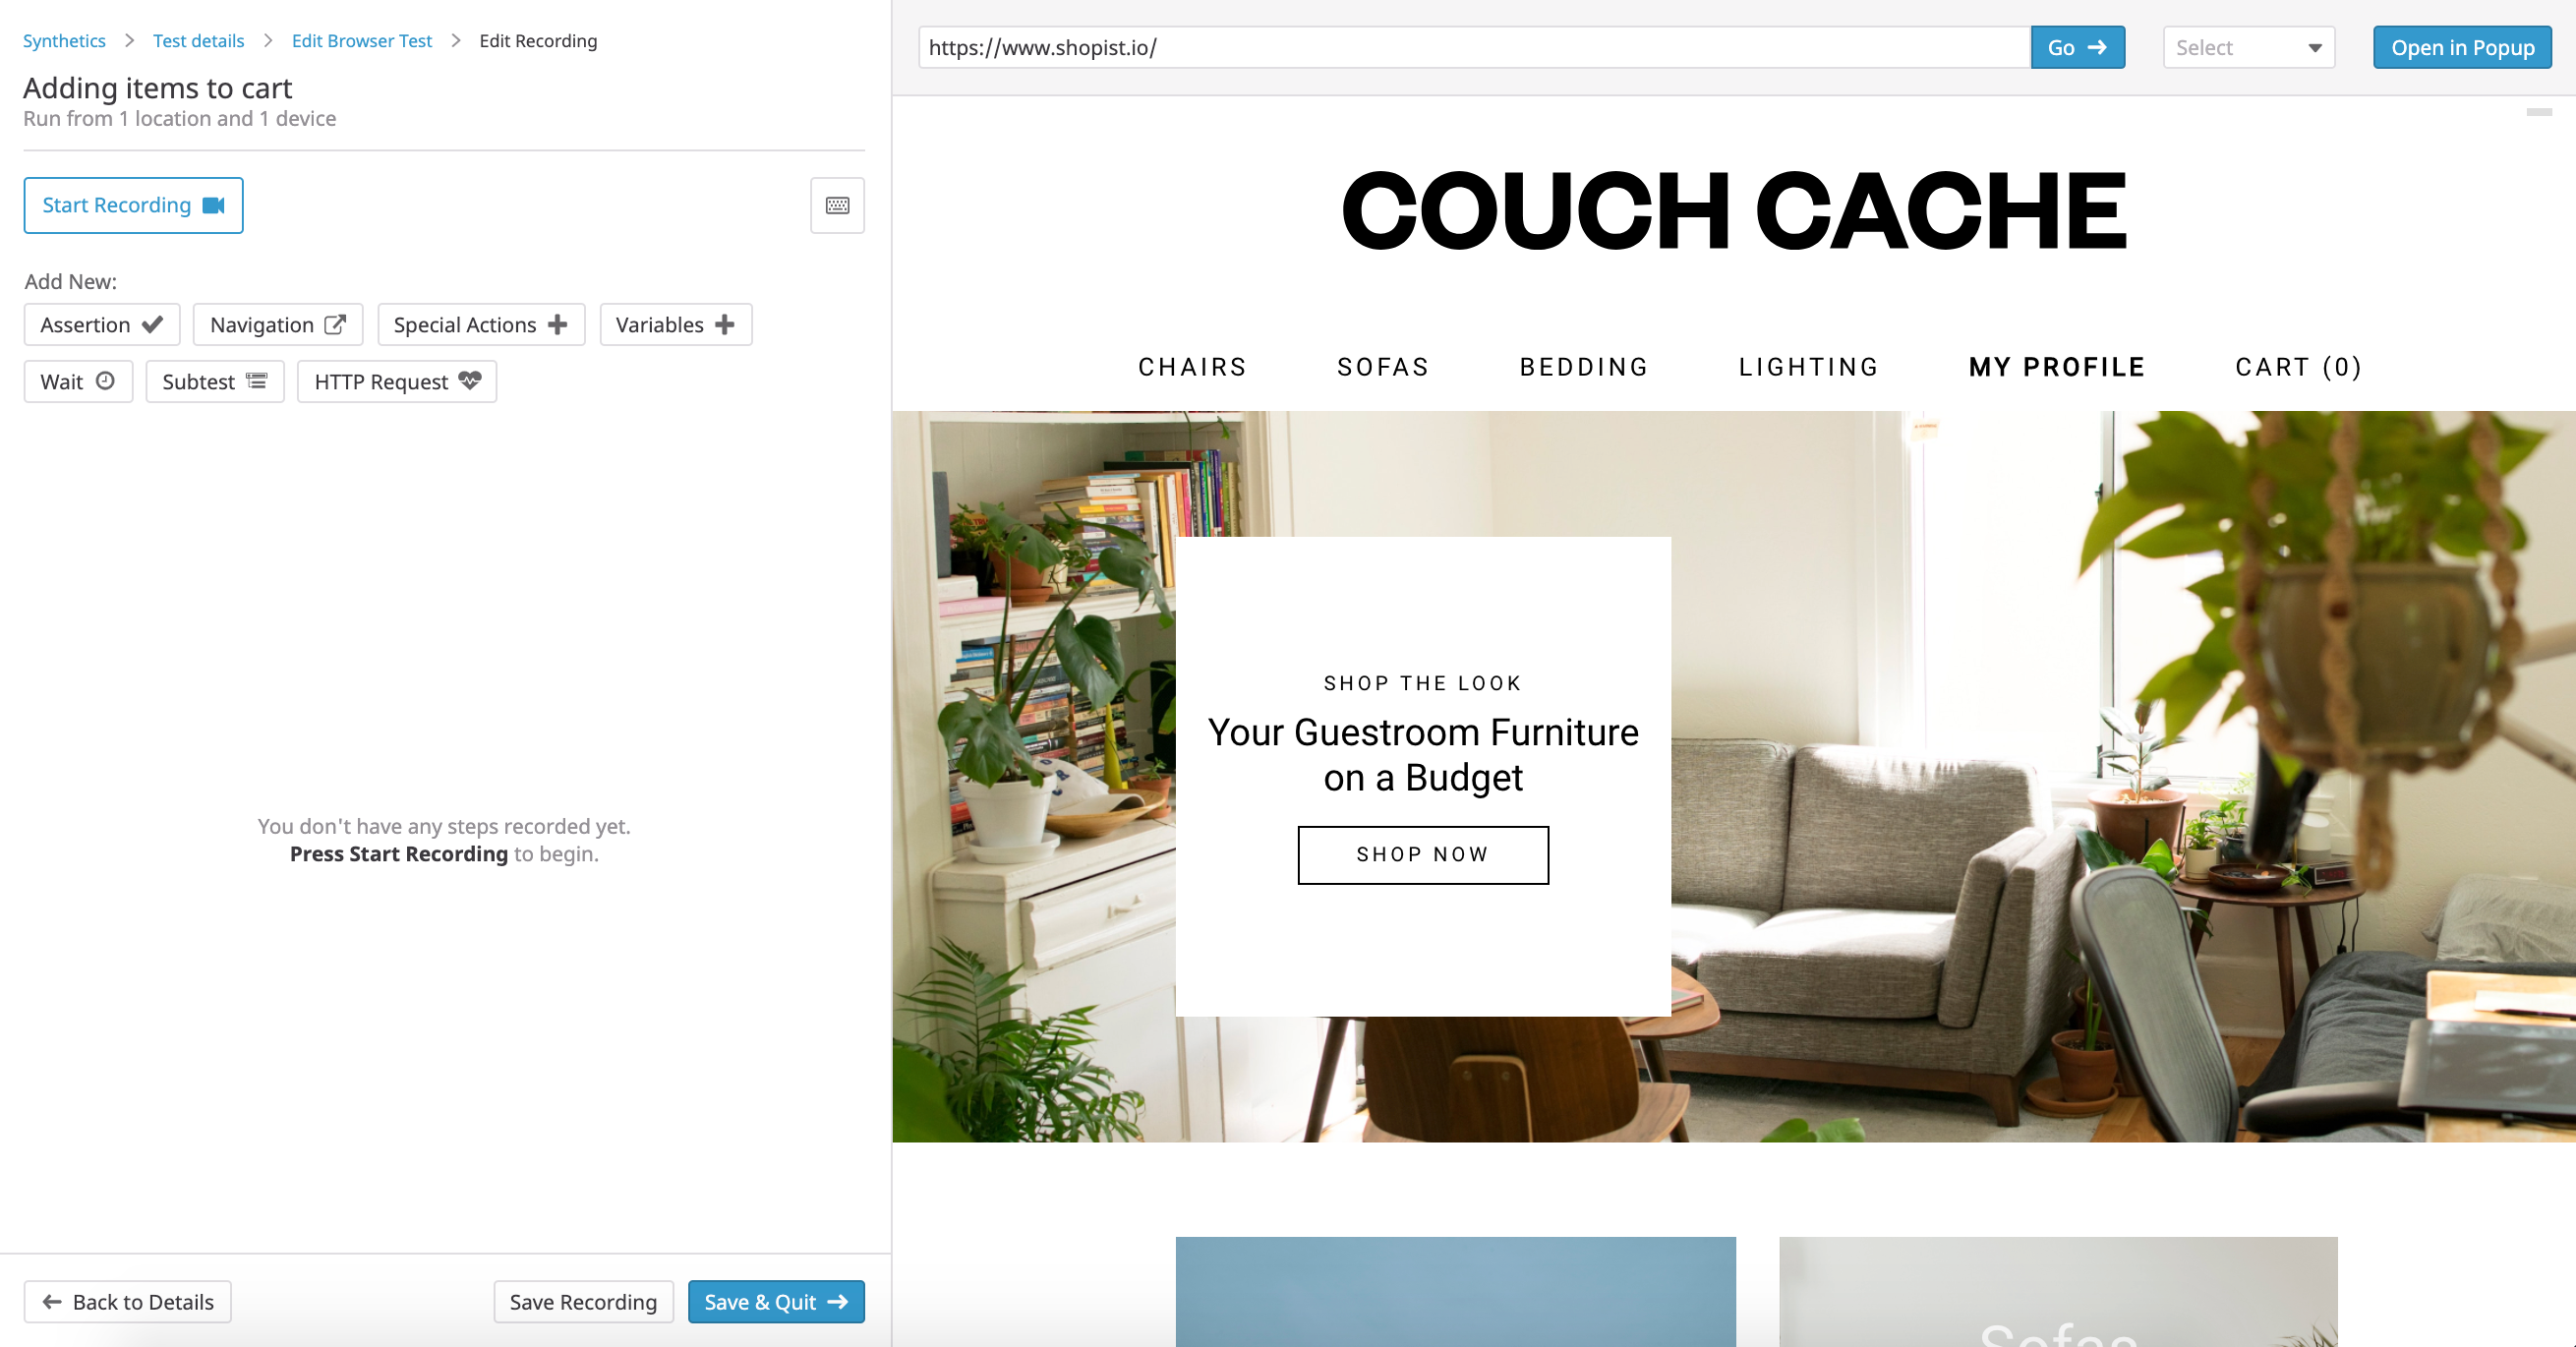 Synthetics > Test details > Edit Browser Test > Edit Recording
Adding items to cart
Run from 1 location and 1 device
Start Recording
Add New:
Assertion Navigation Special Actions Variables
Wait Subtest HTTP Request
You don't have any steps recorded yet.
Press Start Recording to begin.
Back to Details Save Recording Save & Quit
https://www.shopist.io/ Go Select Open in Popup
COUCH CACHE
CHAIRS SOFAS BEDDING LIGHTING MY PROFILE CART (0)
SHOP THE LOOK
Your Guestroom Furniture
on a Budget
SHOP NOW
Sofas